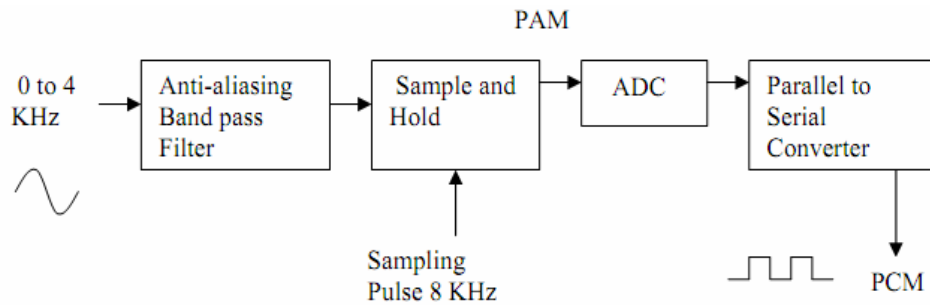 PAM
0 to 4
KHz
Anti-aliasing
Band pass
Filter
Sample and
Hold
ADC
Parallel to
Serial
Converter
Sampling
Pulse 8 KHz
PCM